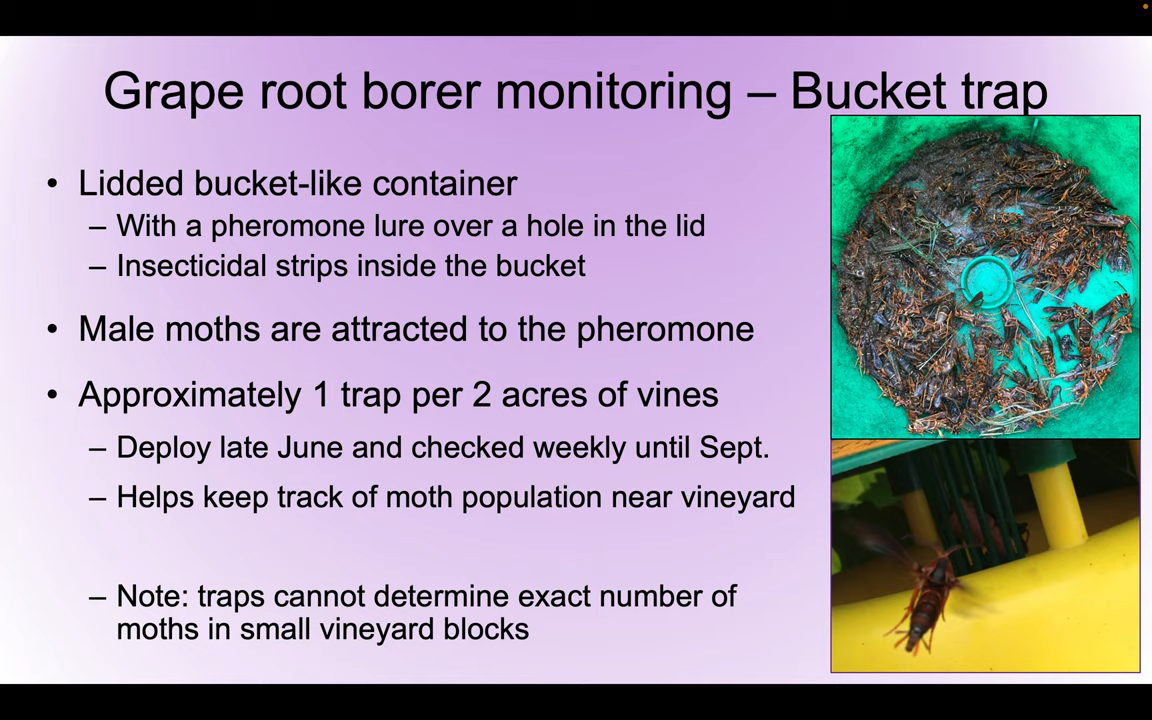 Grape root borer monitoring – Bucket trap
• Lidded bucket-like container
– With a pheromone lure over a hole in the lid
– Insecticidal strips inside the bucket
• Male moths are attracted to the pheromone
• Approximately 1 trap per 2 acres of vines
– Deploy late June and checked weekly until Sept.
– Helps keep track of moth population near vineyard
– Note: traps cannot determine exact number of
moths in small vineyard blocks